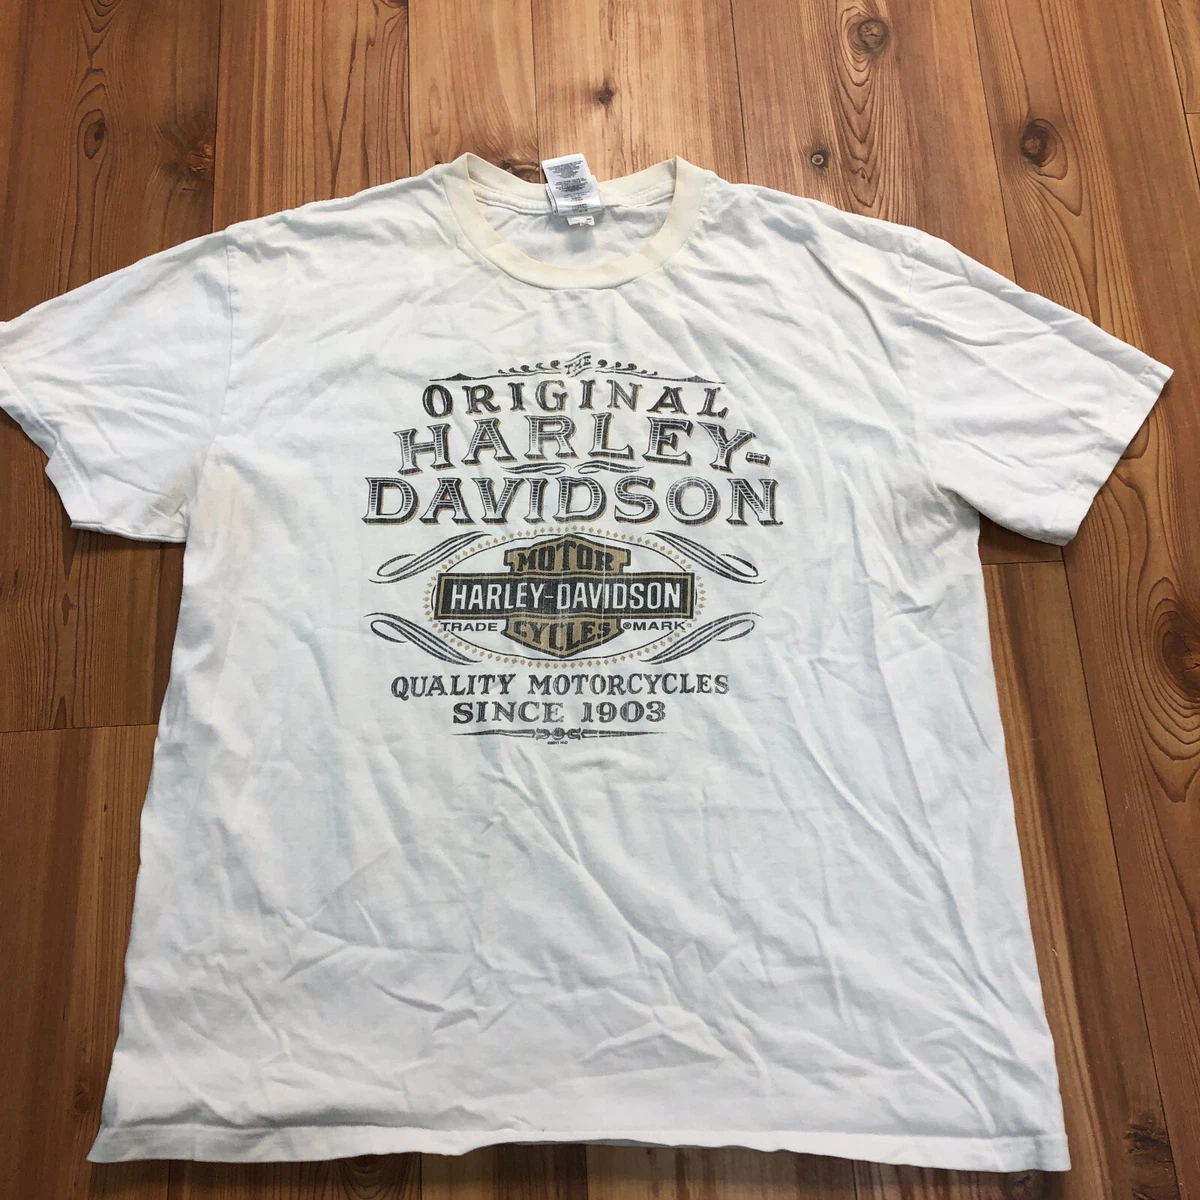 THE
ORIGINAL
HARLEY-
DAVIDSON
MOTOR
HARLEY-DAVIDSON
TRADE CYCLES ®MARK
QUALITY MOTORCYCLES
SINCE 1903